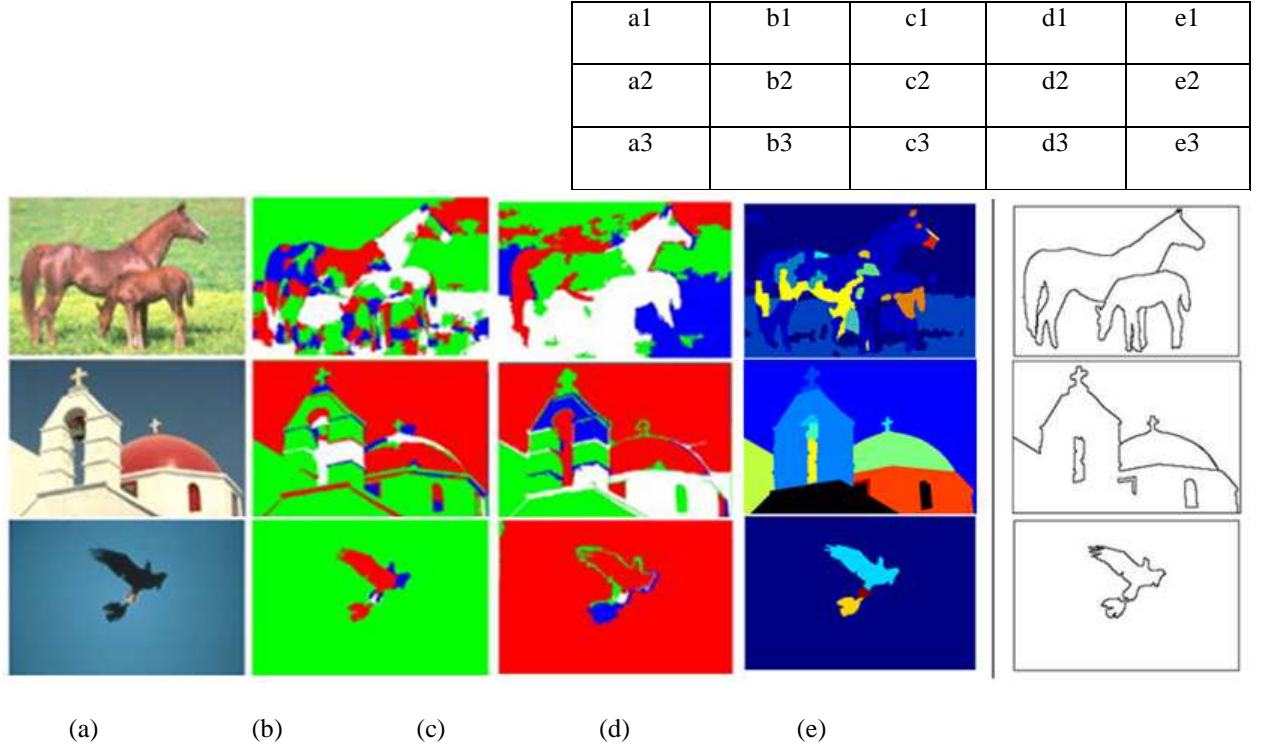 a1 b1 c1 d1 e1
a2 b2 c2 d2 e2
a3 b3 c3 d3 e3
(a) (b) (c) (d) (e)